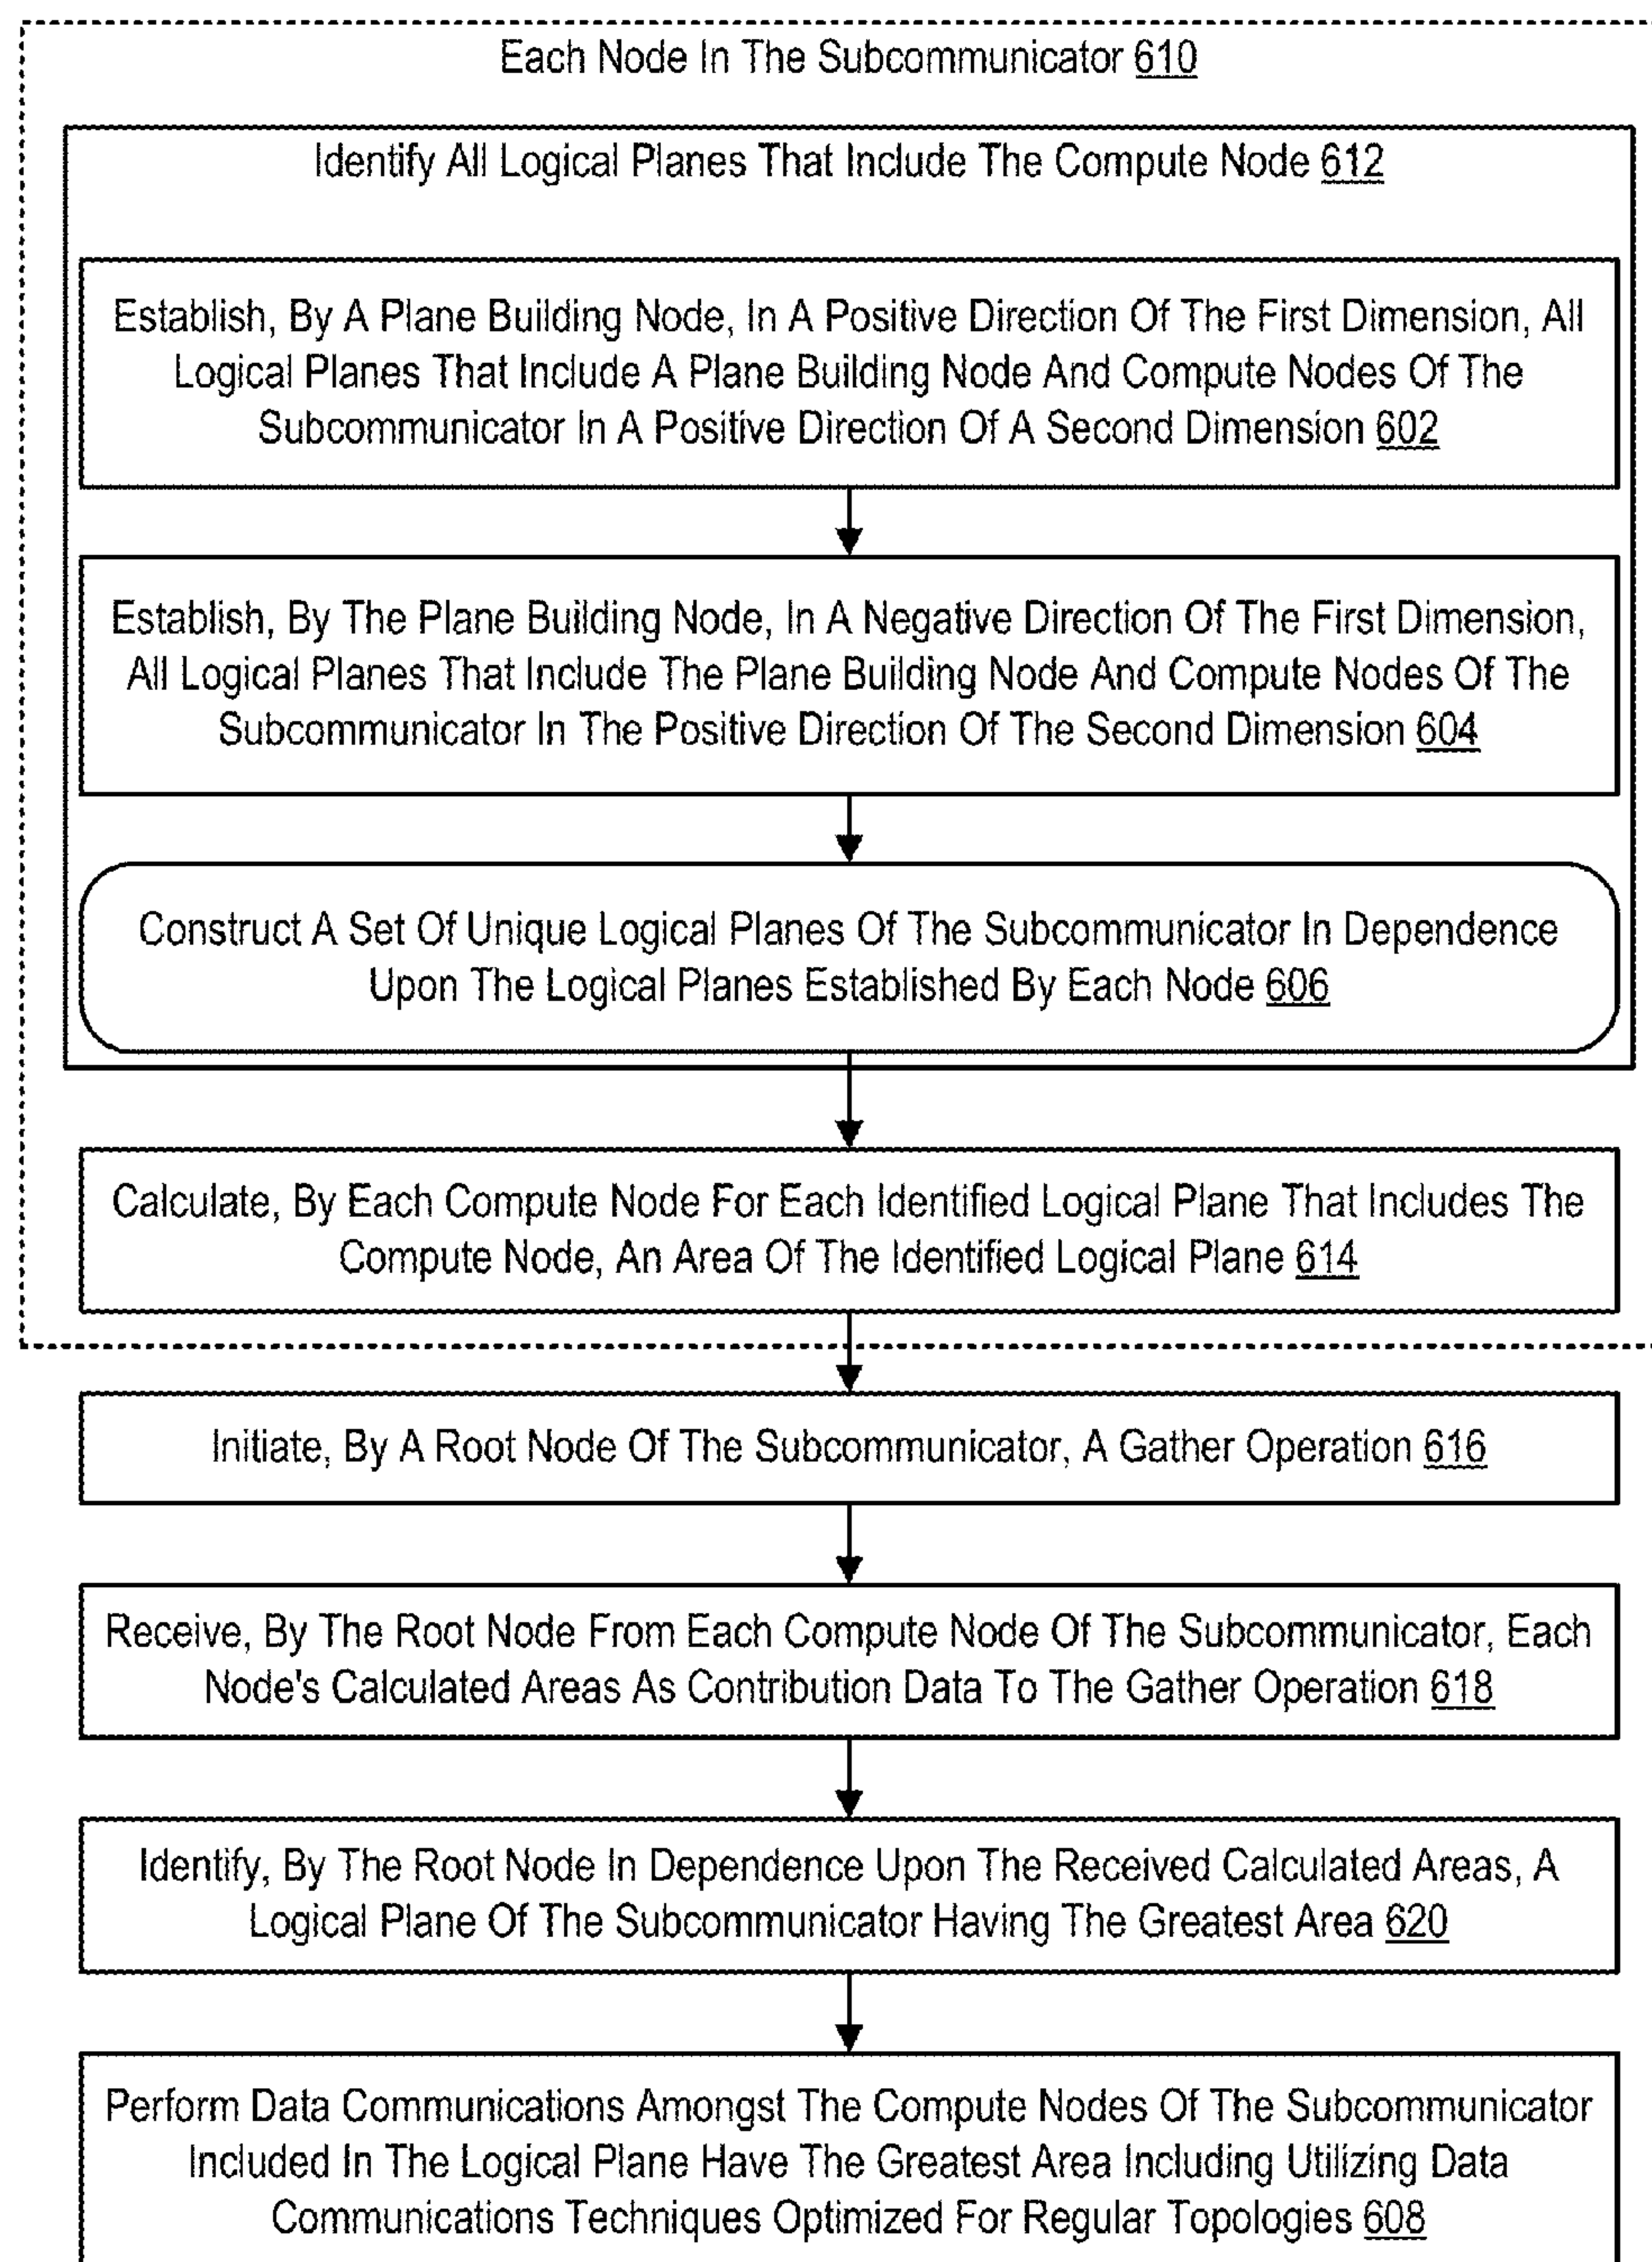 Each Node In The Subcommunicator 610
Identify All Logical Planes That Include The Compute Node 612
Establish, By A Plane Building Node, In A Positive Direction Of The First Dimension, All
Logical Planes That Include A Plane Building Node And Compute Nodes Of The
Subcommunicator In A Positive Direction Of A Second Dimension 602
Establish, By The Plane Building Node, In A Negative Direction Of The First Dimension,
All Logical Planes That Include The Plane Building Node And Compute Nodes Of The
Subcommunicator In The Positive Direction Of The Second Dimension 604
Construct A Set Of Unique Logical Planes Of The Subcommunicator In Dependence
Upon The Logical Planes Established By Each Node 606
Calculate, By Each Compute Node For Each Identified Logical Plane That Includes The
Compute Node, An Area Of The Identified Logical Plane 614
Initiate, By A Root Node Of The Subcommunicator, A Gather Operation 616
Receive, By The Root Node From Each Compute Node Of The Subcommunicator, Each
Node's Calculated Areas As Contribution Data To The Gather Operation 618
Identify, By The Root Node In Dependence Upon The Received Calculated Areas, A
Logical Plane Of The Subcommunicator Having The Greatest Area 620
Perform Data Communications Amongst The Compute Nodes Of The Subcommunicator
Included In The Logical Plane Have The Greatest Area Including Utilizing Data
Communications Techniques Optimized For Regular Topologies 608